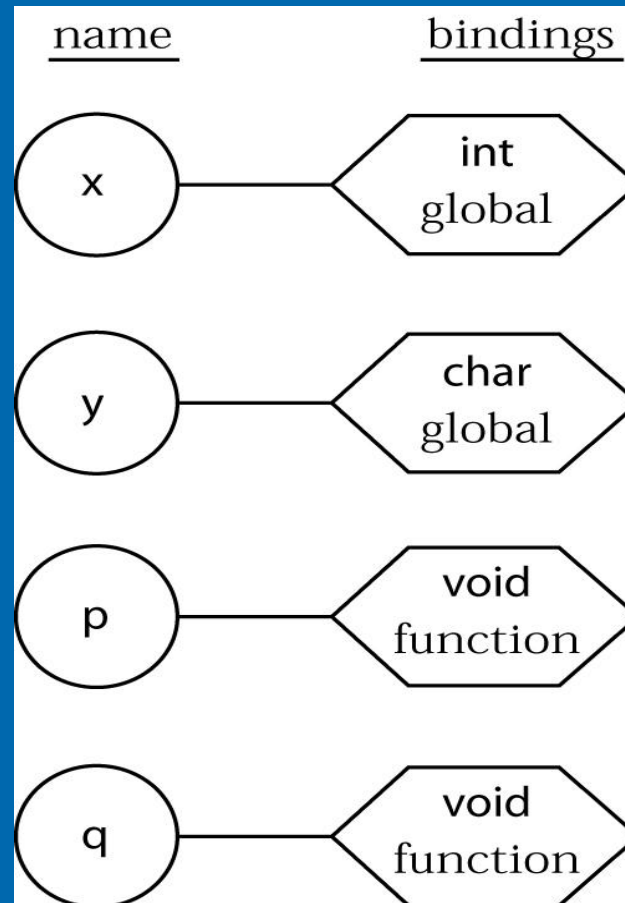 name bindings
x int
global
y char
global
p void
function
q void
function